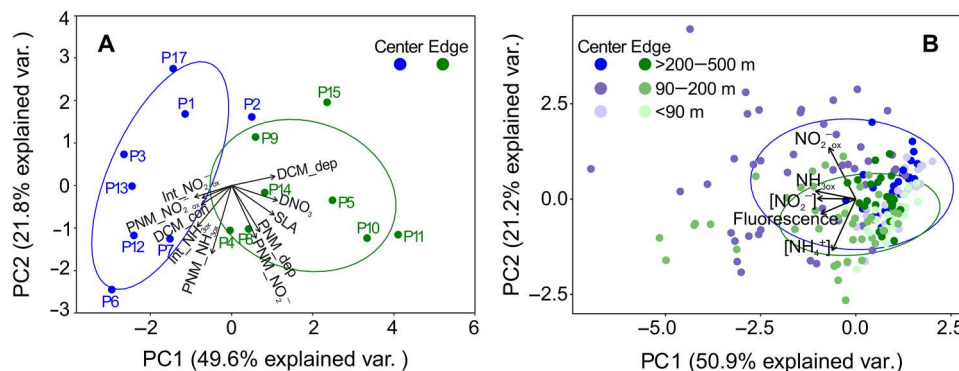 A
Center Edge
P17
P1
P2
P15
P3
P9
P13
P14
P5
P12
P7
P4
P8
P10
P11
P6
DCM_dep
DNO₃
SLA
PNM_dep
PNM_NO₂⁻
Int_NO₂⁻ox
PNM_NO₂⁻ox
DCM_conc
Int_NH₃ox
PNM_NH₃ox
4
3
2
1
0
−1
−2
−3
−2
0
2
4
6
PC2 (21.8% explained var.)
PC1 (49.6% explained var. )
B
Center Edge
>200−500 m
90−200 m
<90 m
NO₂⁻ox
NH₃ox
[NO₂⁻]
Fluorescence
[NH₄⁺]
2.5
0.0
−2.5
−5.0
−2.5
0.0
2.5
PC2 (21.2% explained var.)
PC1 (50.9% explained var.)